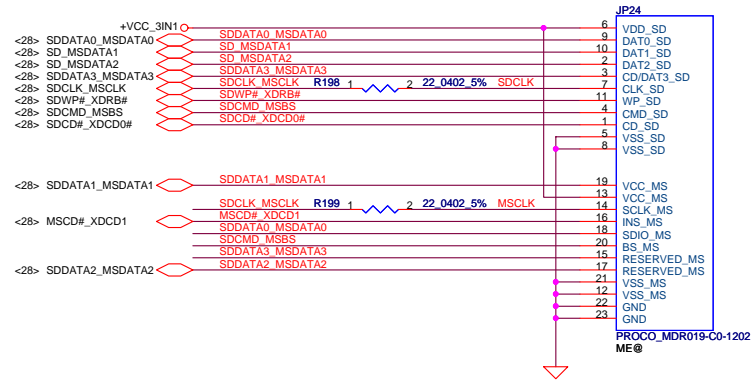 JP24
+VCC_3IN1 6 VDD_SD
<28> SDDATA0_MSDATA0 SDDATA0_MSDATA0 9 DAT0_SD
<28> SD_MSDATA1 SD_MSDATA1 10 DAT1_SD
<28> SD_MSDATA2 SD_MSDATA2 2 DAT2_SD
<28> SDDATA3_MSDATA3 SDDATA3_MSDATA3 3 CD/DAT3_SD
<28> SDCLK_MSCLK SDCLK_MSCLK R198 1 2 22_0402_5% SDCLK 7 CLK_SD
<28> SDWP#_XDRB# SDWP#_XDRB# 11 WP_SD
<28> SDCMD_MSBS SDCMD_MSBS 4 CMD_SD
<28> SDCD#_XDCD0# SDCD#_XDCD0# 1 CD_SD
5 VSS_SD
8 VSS_SD
<28> SDDATA1_MSDATA1 SDDATA1_MSDATA1 19 VCC_MS
13 VCC_MS
SDCLK_MSCLK R199 1 2 22_0402_5% MSCLK 14 SCLK_MS
<28> MSCD#_XDCD1 MSCD#_XDCD1 16 INS_MS
SDDATA0_MSDATA0 18 SDIO_MS
SDCMD_MSBS 20 BS_MS
SDDATA3_MSDATA3 15 RESERVED_MS
<28> SDDATA2_MSDATA2 SDDATA2_MSDATA2 17 RESERVED_MS
21 VSS_MS
12 VSS_MS
22 GND
23 GND
PROCO_MDR019-C0-1202
ME@